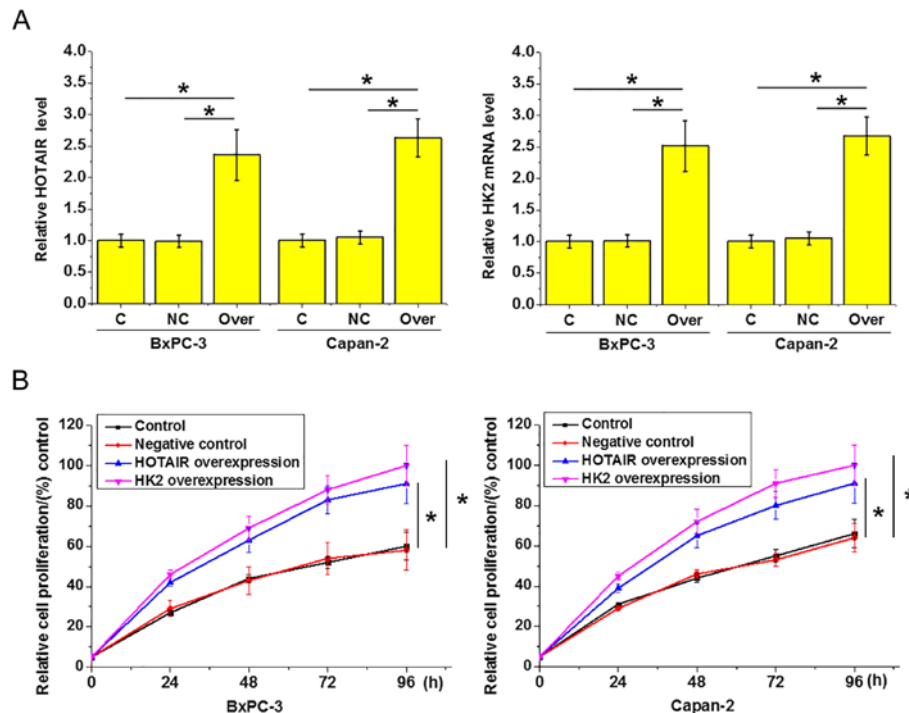 A
Relative HOTAIR level
4.0
3.5
3.0
2.5
2.0
1.5
1.0
0.5
0.0
* * * *
C NC Over C NC Over
BxPC-3 Capan-2
Relative HK2 mRNA level
4.0
3.5
3.0
2.5
2.0
1.5
1.0
0.5
0.0
* * * *
C NC Over C NC Over
BxPC-3 Capan-2
B
Relative cell proliferation/(%) control
120
100
80
60
40
20
0
Control
Negative control
HOTAIR overexpression
HK2 overexpression
* *
0 24 48 72 96 (h)
BxPC-3
Relative cell proliferation/(%) control
120
100
80
60
40
20
0
Control
Negative control
HOTAIR overexpression
HK2 overexpression
* *
0 24 48 72 96 (h)
Capan-2